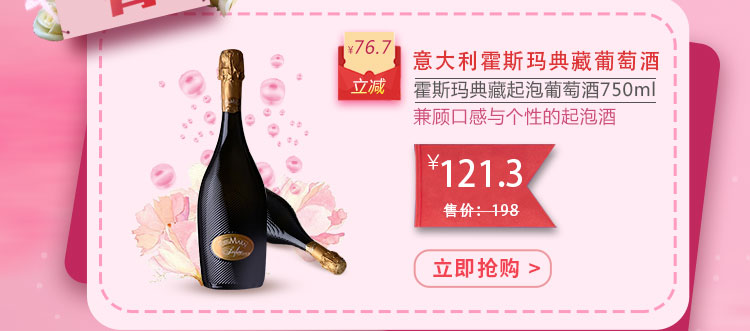 ¥76.7
立减
意大利霍斯玛典藏葡萄酒
霍斯玛典藏起泡葡萄酒750ml
兼顾口感与个性的起泡酒
¥121.3
售价：198
立即抢购 >